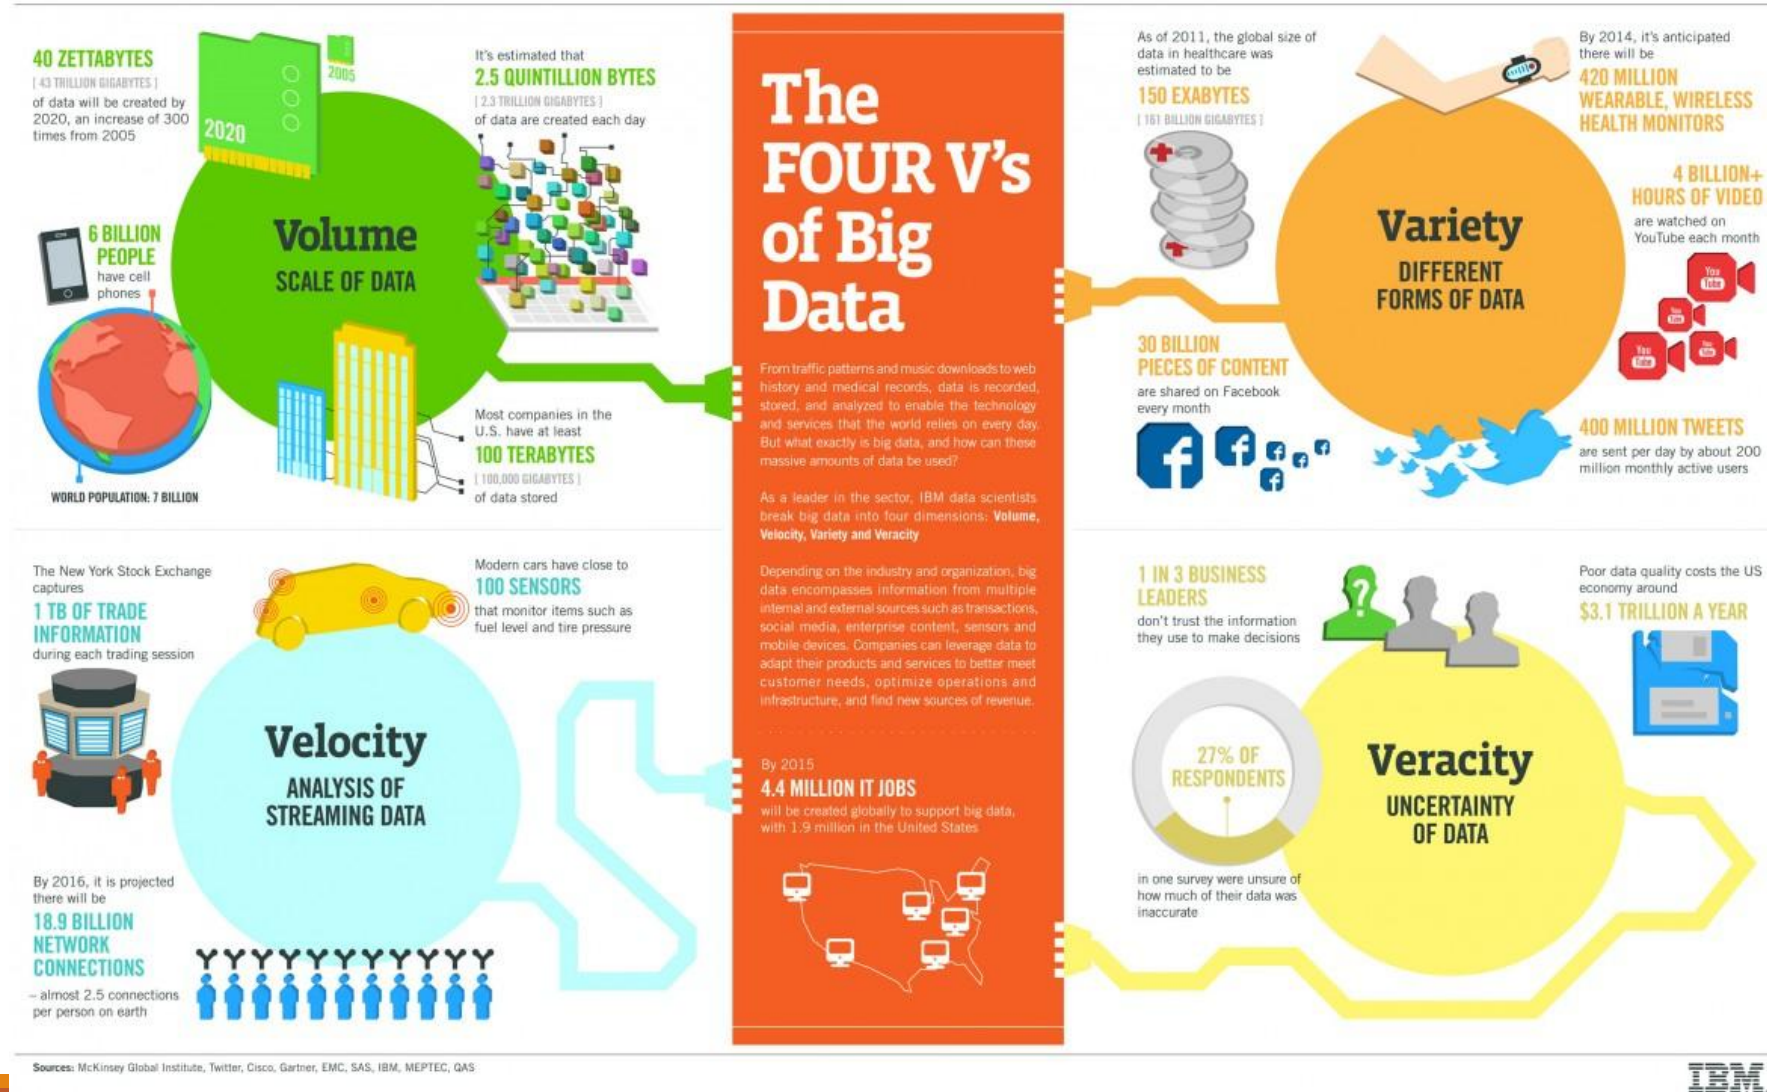 40 ZETTABYTES
[ 43 TRILLION GIGABYTES ]
of data will be created by
2020, an increase of 300
times from 2005
2020
2005
It's estimated that
2.5 QUINTILLION BYTES
[ 2.3 TRILLION GIGABYTES ]
of data are created each day
6 BILLION
PEOPLE
have cell
phones
Volume
SCALE OF DATA
WORLD POPULATION: 7 BILLION
Most companies in the
U.S. have at least
100 TERABYTES
[ 100,000 GIGABYTES ]
of data stored
The New York Stock Exchange
captures
1 TB OF TRADE
INFORMATION
during each trading session
Modern cars have close to
100 SENSORS
that monitor items such as
fuel level and tire pressure
Velocity
ANALYSIS OF
STREAMING DATA
By 2016, it is projected
there will be
18.9 BILLION
NETWORK
CONNECTIONS
– almost 2.5 connections
per person on earth
The
FOUR V's
of Big
Data
From traffic patterns and music downloads to web
history and medical records, data is recorded,
stored, and analyzed to enable the technology
and services that the world relies on every day.
But what exactly is big data, and how can these
massive amounts of data be used?
As a leader in the sector, IBM data scientists
break big data into four dimensions: Volume,
Velocity, Variety and Veracity
Depending on the industry and organization, big
data encompasses information from multiple
internal and external sources such as transactions,
social media, enterprise content, sensors and
mobile devices. Companies can leverage data to
adapt their products and services to better meet
customer needs, optimize operations and
infrastructure, and find new sources of revenue.
By 2015
4.4 MILLION IT JOBS
will be created globally to support big data,
with 1.9 million in the United States
As of 2011, the global size of
data in healthcare was
estimated to be
150 EXABYTES
[ 161 BILLION GIGABYTES ]
By 2014, it's anticipated
there will be
420 MILLION
WEARABLE, WIRELESS
HEALTH MONITORS
4 BILLION+
HOURS OF VIDEO
are watched on
YouTube each month
You
Tube
You
Tube
You
Tube
You
Tube
Variety
DIFFERENT
FORMS OF DATA
30 BILLION
PIECES OF CONTENT
are shared on Facebook
every month
f
f
f
f
f
f
400 MILLION TWEETS
are sent per day by about 200
million monthly active users
1 IN 3 BUSINESS
LEADERS
don't trust the information
they use to make decisions
?
Poor data quality costs the US
economy around
$3.1 TRILLION A YEAR
27% OF
RESPONDENTS
in one survey were unsure of
how much of their data was
inaccurate
Veracity
UNCERTAINTY
OF DATA
Sources: McKinsey Global Institute, Twitter, Cisco, Gartner, EMC, SAS, IBM, MEPTEC, QAS
IBM